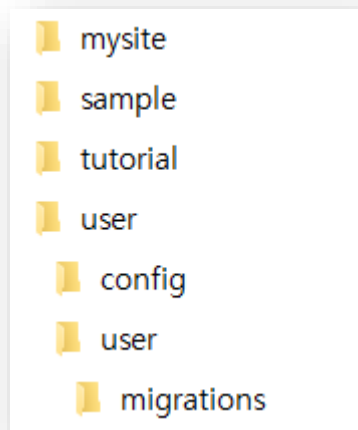 mysite
sample
tutorial
user
config
user
migrations